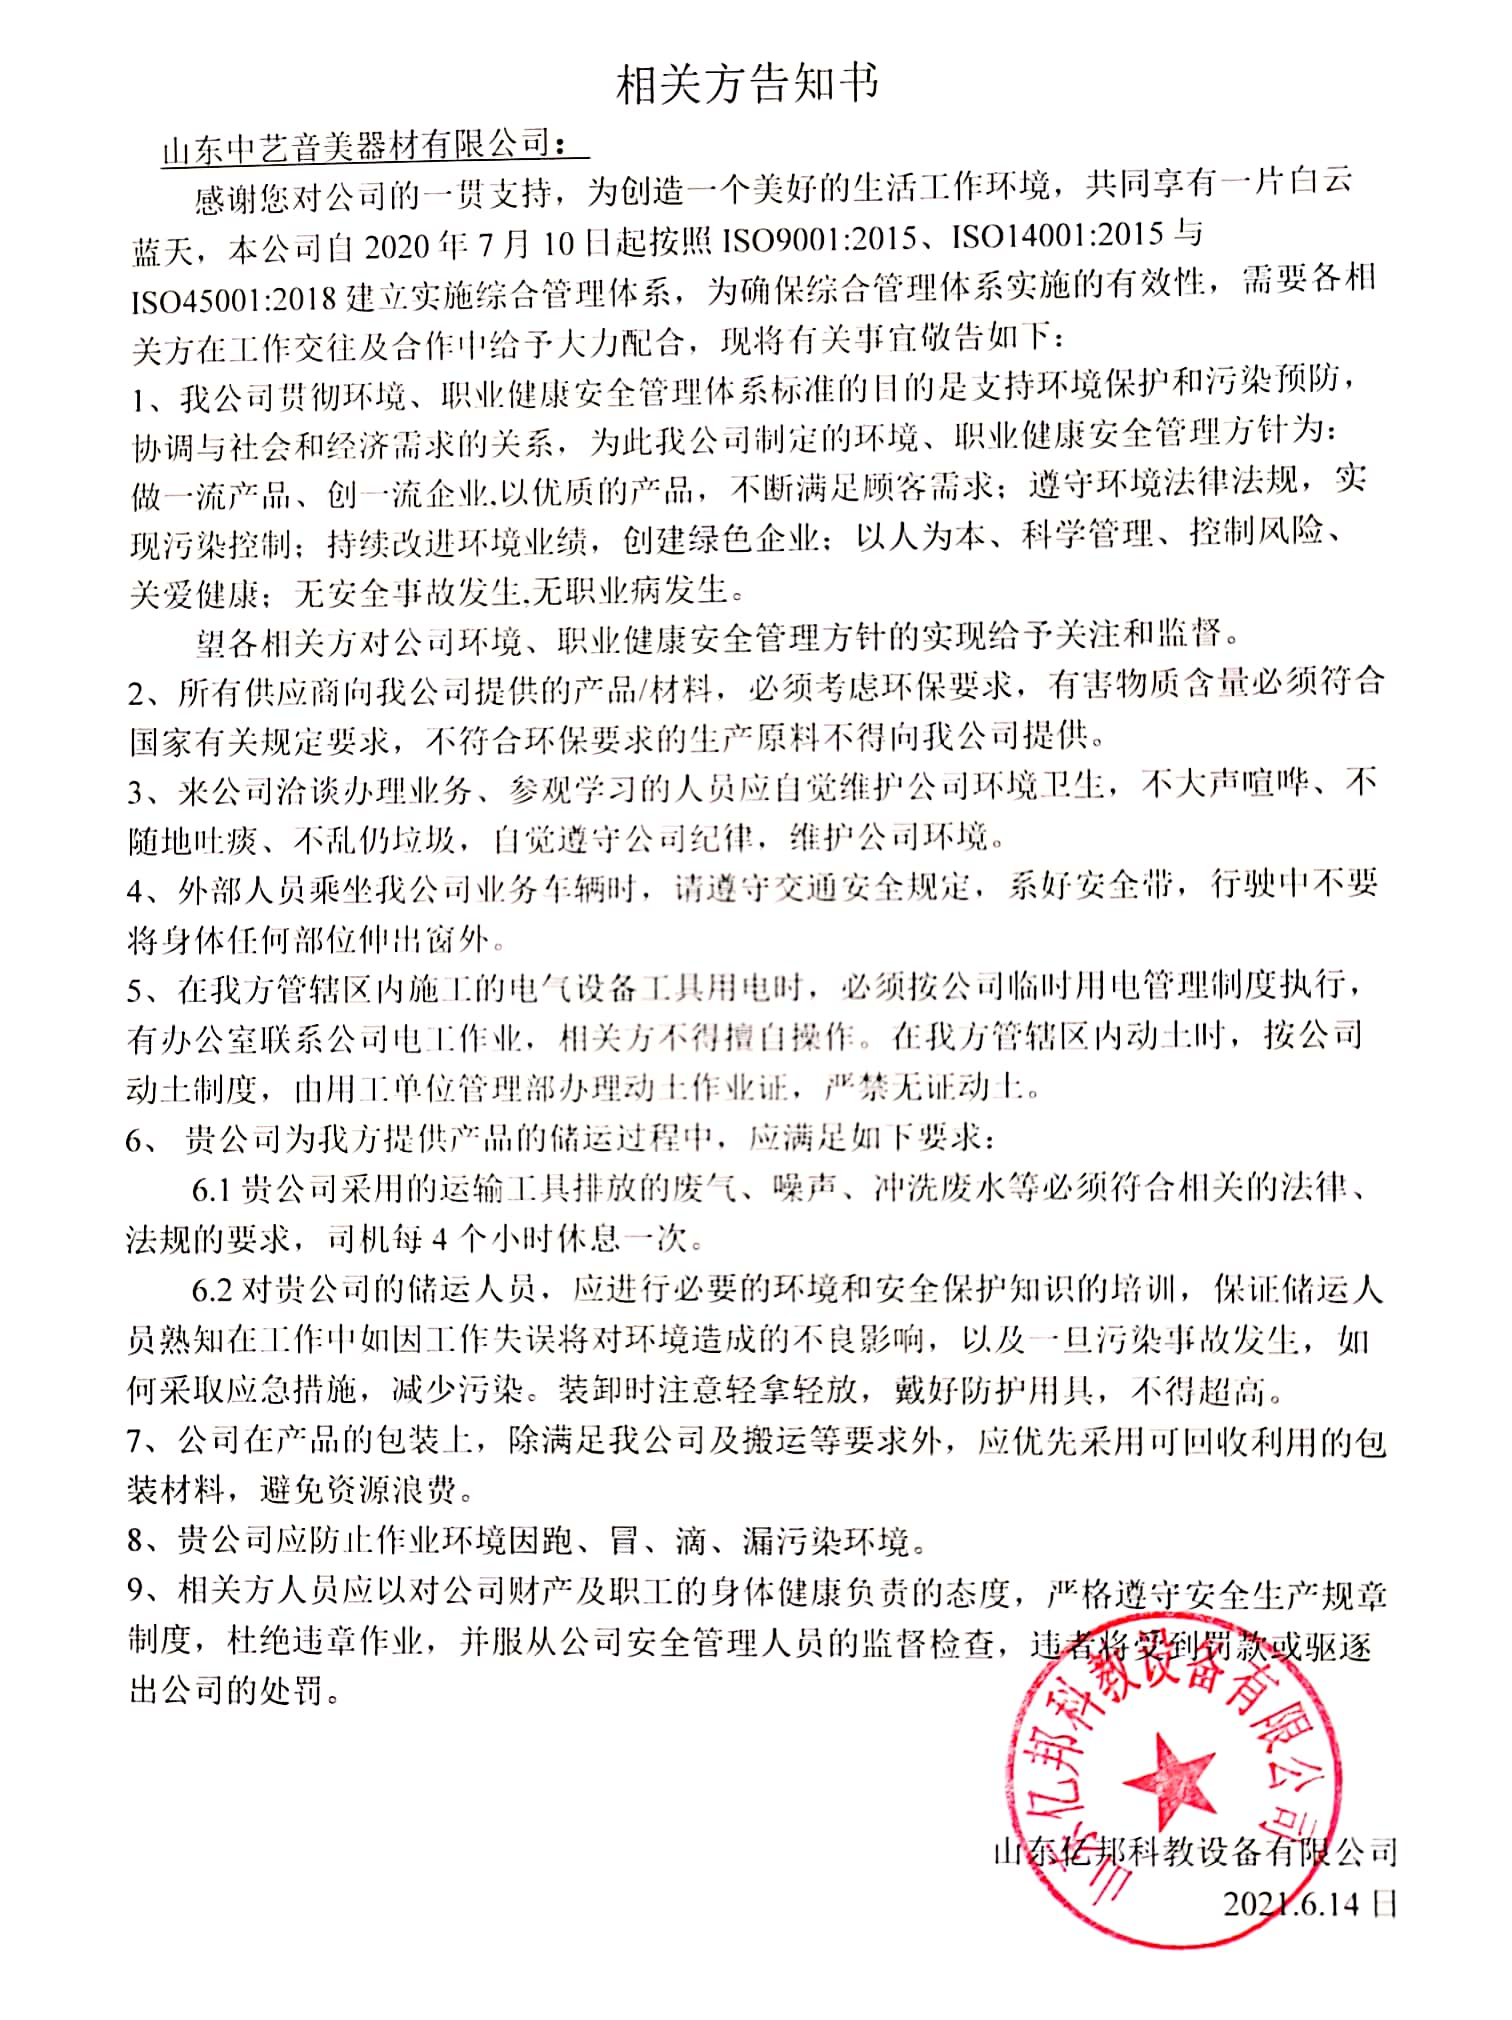 相关方告知书
山东中艺音美器材有限公司：
感谢您对公司的一贯支持，为创造一个美好的生活工作环境，共同享有一片白云
蓝天，本公司自 2020 年 7 月 10 日起按照 ISO9001:2015、ISO14001:2015 与
ISO45001:2018 建立实施综合管理体系，为确保综合管理体系实施的有效性，需要各相
关方在工作交往及合作中给予大力配合，现将有关事宜敬告如下：
1、我公司贯彻环境、职业健康安全管理体系标准的目的是支持环境保护和污染预防，
协调与社会和经济需求的关系，为此我公司制定的环境、职业健康安全管理方针为：
做一流产品、创一流企业,以优质的产品，不断满足顾客需求；遵守环境法律法规，实
现污染控制；持续改进环境业绩，创建绿色企业；以人为本、科学管理、控制风险、
关爱健康；无安全事故发生,无职业病发生。
望各相关方对公司环境、职业健康安全管理方针的实现给予关注和监督。
2、所有供应商向我公司提供的产品/材料，必须考虑环保要求，有害物质含量必须符合
国家有关规定要求，不符合环保要求的生产原料不得向我公司提供。
3、来公司洽谈办理业务、参观学习的人员应自觉维护公司环境卫生，不大声喧哗、不
随地吐痰、不乱仍垃圾，自觉遵守公司纪律，维护公司环境。
4、外部人员乘坐我公司业务车辆时，请遵守交通安全规定，系好安全带，行驶中不要
将身体任何部位伸出窗外。
5、在我方管辖区内施工的电气设备工具用电时，必须按公司临时用电管理制度执行，
有办公室联系公司电工作业，相关方不得擅自操作。在我方管辖区内动土时，按公司
动土制度，由用工单位管理部办理动土作业证，严禁无证动土。
6、 贵公司为我方提供产品的储运过程中，应满足如下要求：
6.1 贵公司采用的运输工具排放的废气、噪声、冲洗废水等必须符合相关的法律、
法规的要求，司机每 4 个小时休息一次。
6.2 对贵公司的储运人员，应进行必要的环境和安全保护知识的培训，保证储运人
员熟知在工作中如因工作失误将对环境造成的不良影响，以及一旦污染事故发生，如
何采取应急措施，减少污染。装卸时注意轻拿轻放，戴好防护用具，不得超高。
7、公司在产品的包装上，除满足我公司及搬运等要求外，应优先采用可回收利用的包
装材料，避免资源浪费。
8、贵公司应防止作业环境因跑、冒、滴、漏污染环境。
9、相关方人员应以对公司财产及职工的身体健康负责的态度，严格遵守安全生产规章
制度，杜绝违章作业，并服从公司安全管理人员的监督检查，违者将受到罚款或驱逐
出公司的处罚。
山东亿邦科教设备有限公司
山东亿邦科教设备有限公司
2021.6.14 日